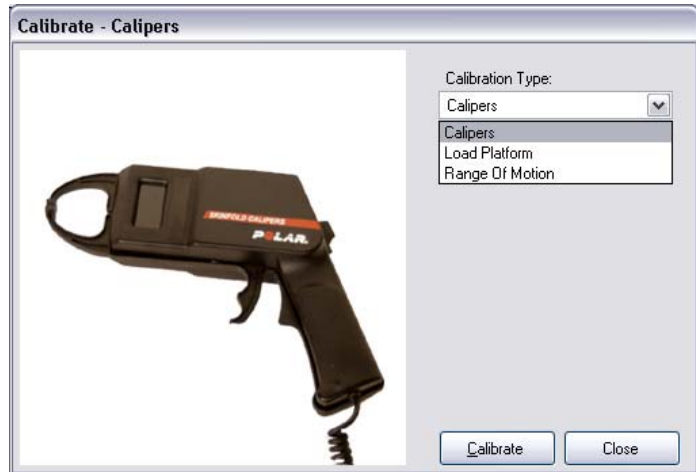 Calibrate - Calipers
Calibration Type:
Calipers
Calipers
Load Platform
Range Of Motion
SKINFOLD CALIPERS
POLAR.
Calibrate
Close